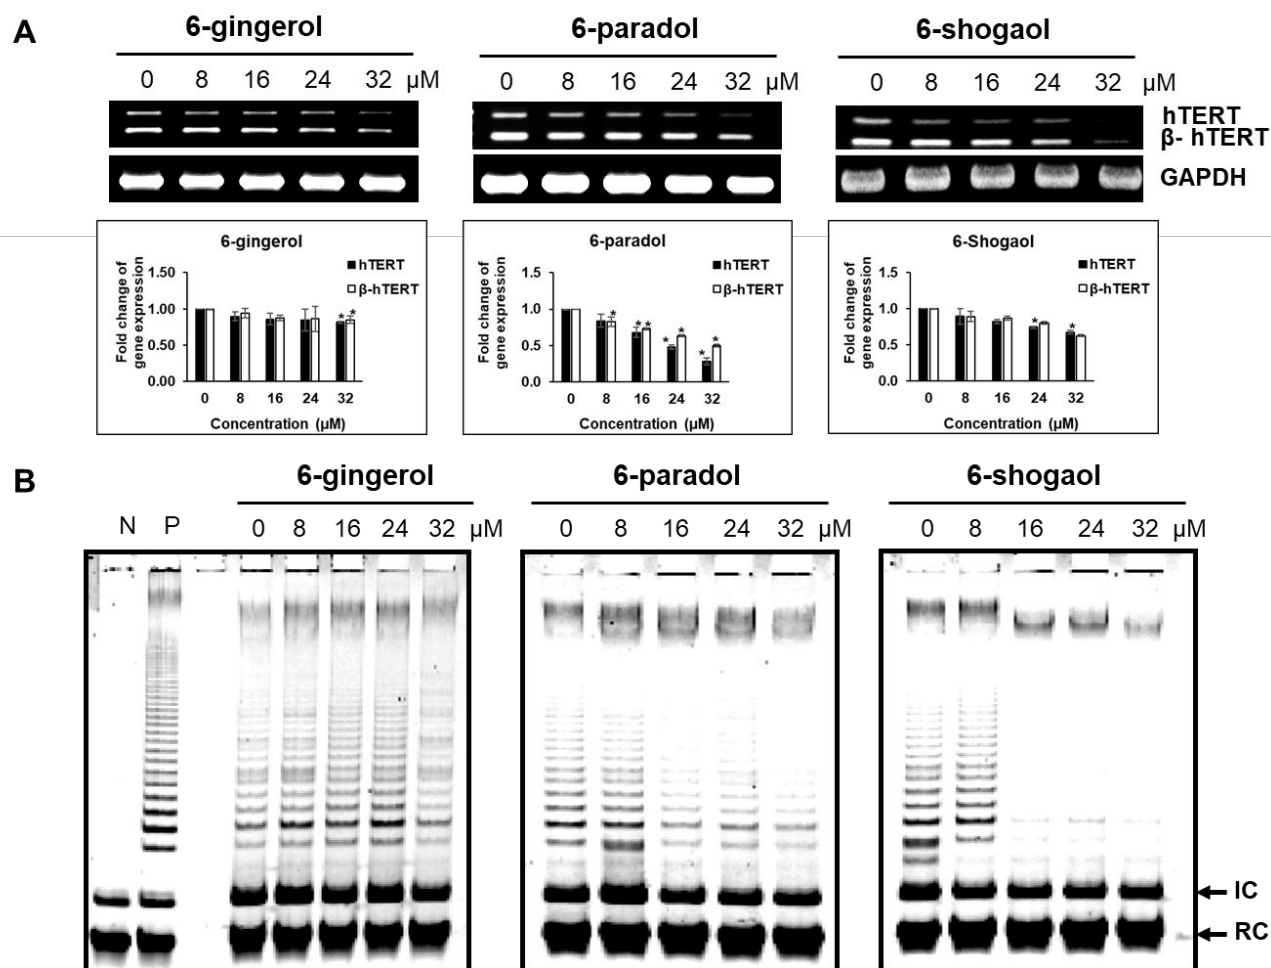 A
6-gingerol 6-paradol 6-shogaol
0 8 16 24 32 µM 0 8 16 24 32 µM 0 8 16 24 32 µM
hTERT
β- hTERT
GAPDH
6-gingerol
Fold change of
gene expression
1.50
1.00
0.50
0.00
hTERT
β-hTERT
* *
0 8 16 24 32
Concentration (µM)
6-paradol
Fold change of
gene expression
1.5
1.0
0.5
0.0
hTERT
β-hTERT
* * * * * * *
0 8 16 24 32
Concentration (µM)
6-Shogaol
Fold change of
gene expression
1.5
1.0
0.5
0.0
hTERT
β-hTERT
* *
0 8 16 24 32
Concentration (µM)
B
6-gingerol 6-paradol 6-shogaol
N P 0 8 16 24 32 µM 0 8 16 24 32 µM 0 8 16 24 32 µM
IC
RC